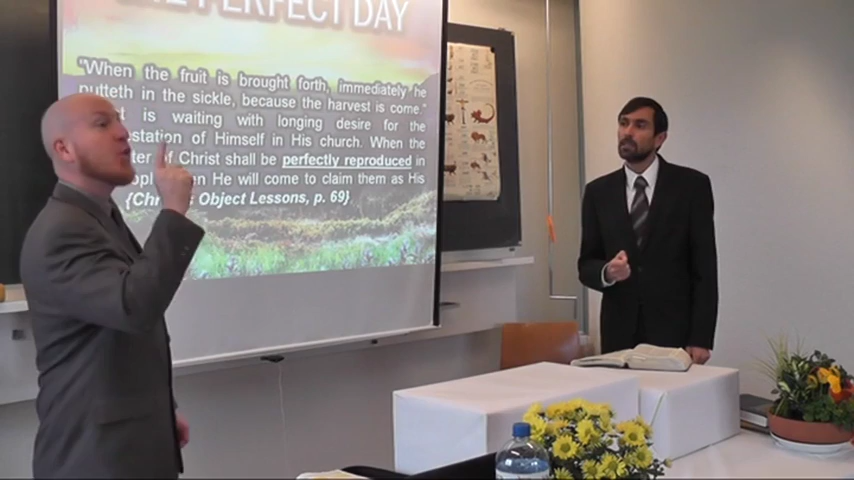 PERFECT DAY
"When the fruit is brought forth, immediately he
putteth in the sickle, because the harvest is come."
is waiting with longing desire for the
of Himself in His church. When the
of Christ shall be perfectly reproduced in
He will come to claim them as His
Object Lessons, p. 69}